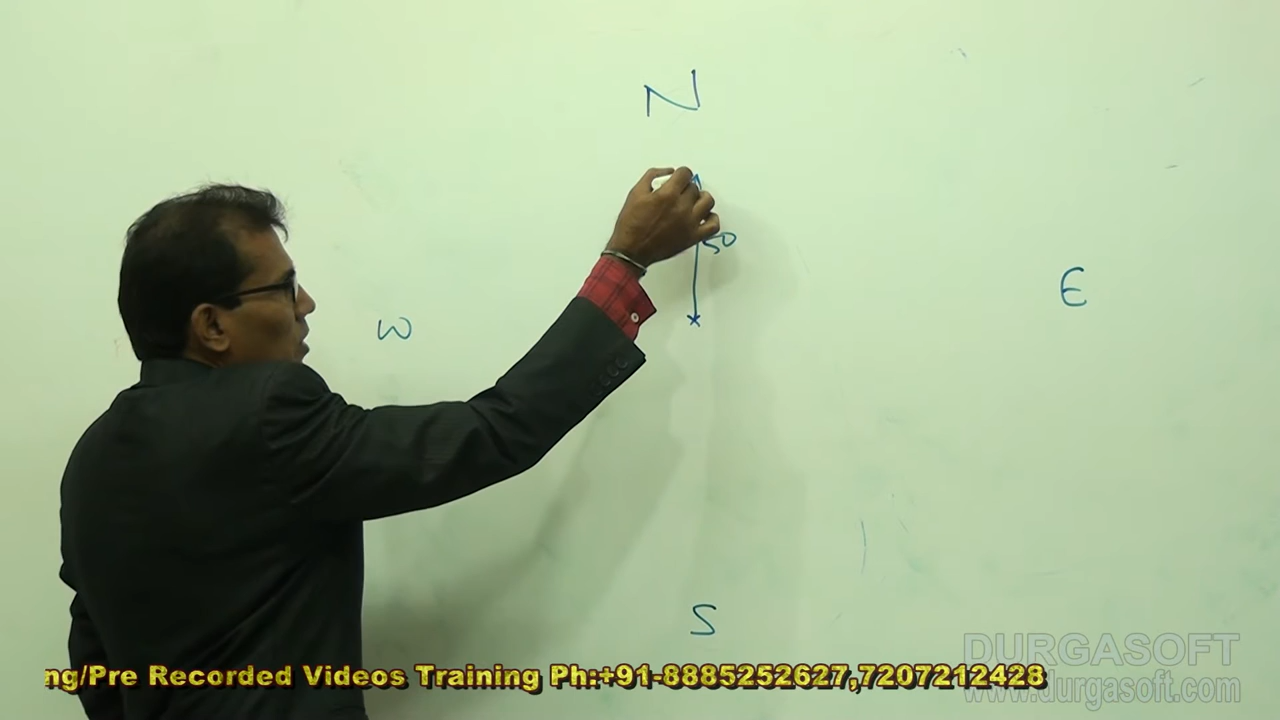 N
50
E
W
S
DURGASOFT
www.durgasoft.com
ng/Pre Recorded Videos Training Ph:+91-8885252627,7207212428